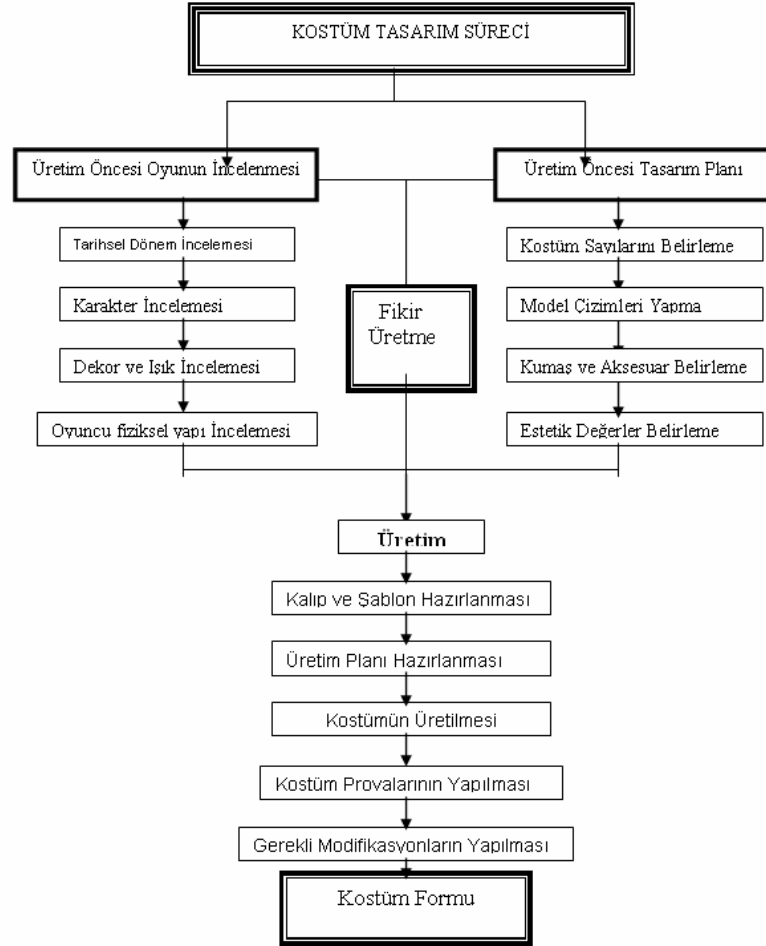 KOSTÜM TASARIM SÜRECİ
Üretim Öncesi Oyunun İncelenmesi
Üretim Öncesi Tasarım Planı
Tarihsel Dönem İncelemesi
Kostüm Sayılarını Belirleme
Karakter İncelemesi
Fikir
Üretme
Model Çizimleri Yapma
Dekor ve Işık İncelemesi
Kumaş ve Aksesuar Belirleme
Oyuncu fiziksel yapı İncelemesi
Estetik Değerler Belirleme
Üretim
Kalıp ve Şablon Hazırlanması
Üretim Planı Hazırlanması
Kostümün Üretilmesi
Kostüm Provalarının Yapılması
Gerekli Modifikasyonların Yapılması
Kostüm Formu